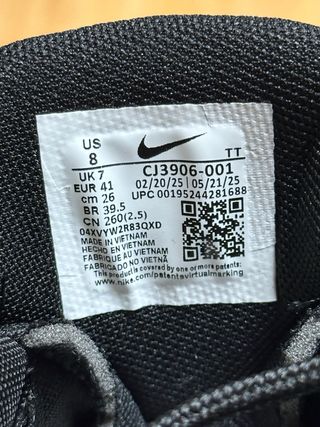 US
8
TT
UK 7
CJ3906-001
EUR 41
02/20/25 05/21/25
cm 26
UPC 00195244281688
BR 39.5
CN 260(2.5)
04XVYW2R83QXD
MADE IN VIETNAM
HECHO EN VIETNAM
FABRIQUE AU VIETNAM
FABRICADO NO VIETNÃ
This product is covered by one or more patents:
www.nike.com/patentsvirtualmarking